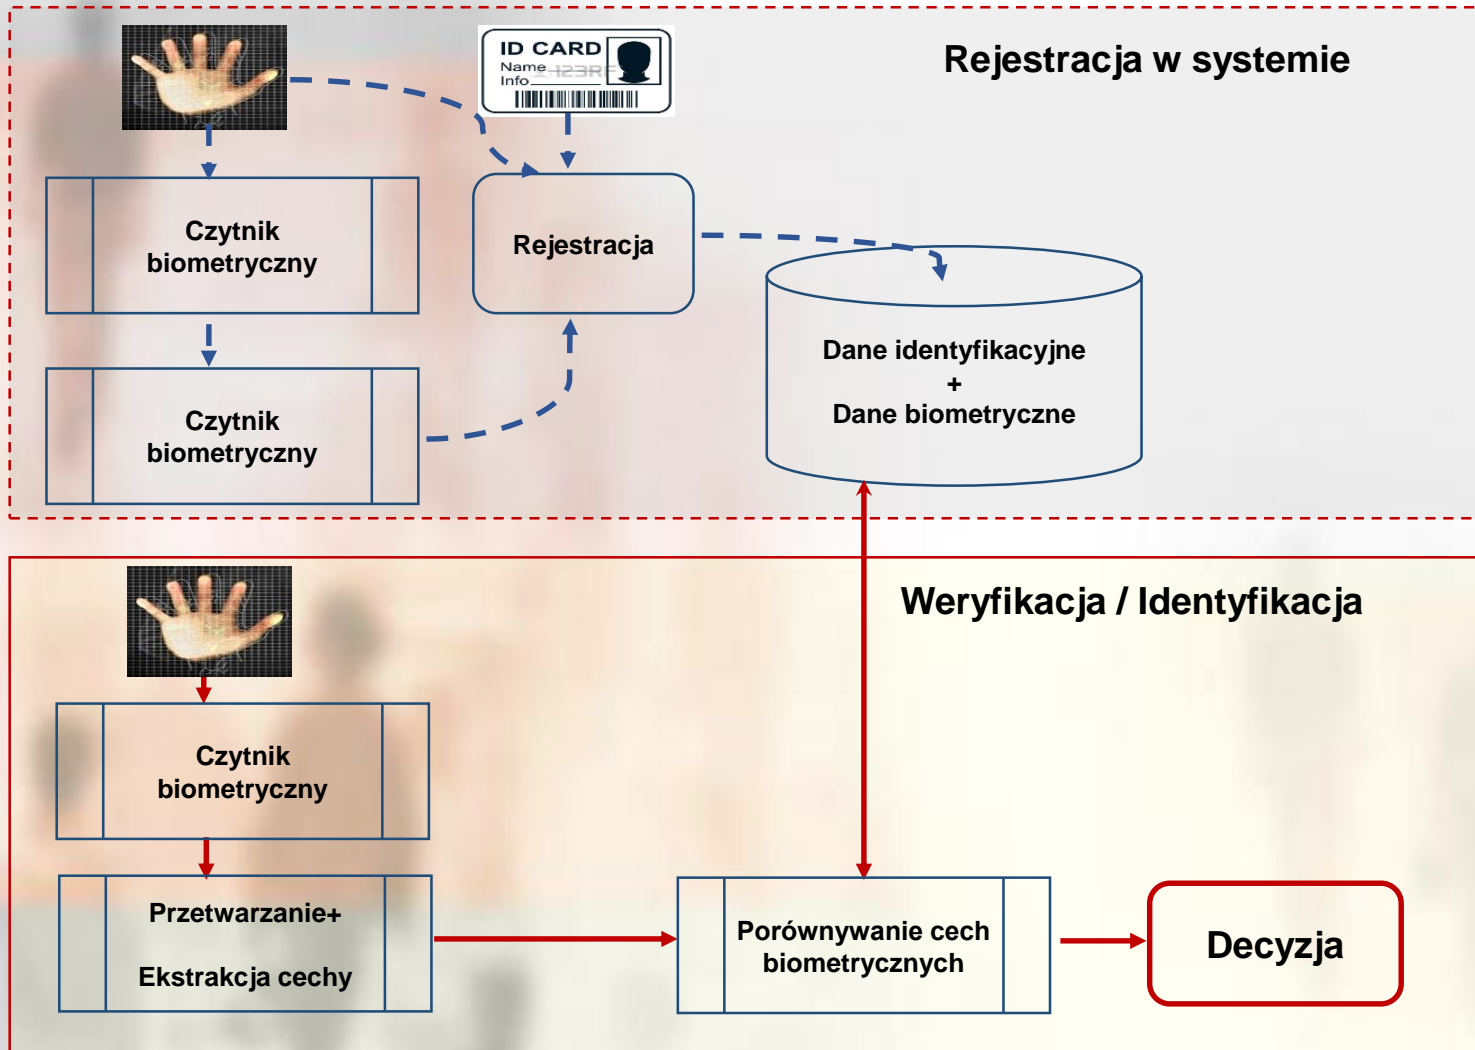 ID CARD
Name
Info
123RF
Rejestracja w systemie
Czytnik
biometryczny
Rejestracja
Czytnik
biometryczny
Dane identyfikacyjne
+
Dane biometryczne
Weryfikacja / Identyfikacja
Czytnik
biometryczny
Przetwarzanie+
Ekstrakcja cechy
Porównywanie cech
biometrycznych
Decyzja